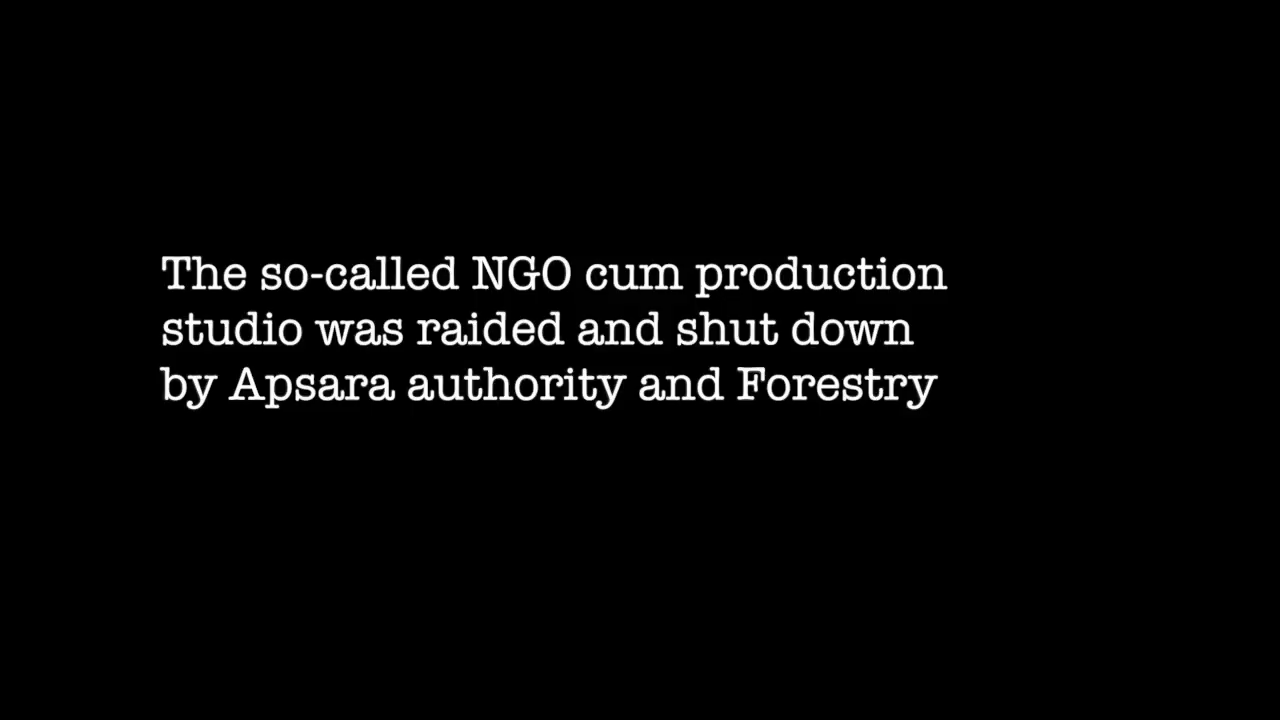 The so-called NGO cum production
studio was raided and shut down
by Apsara authority and Forestry